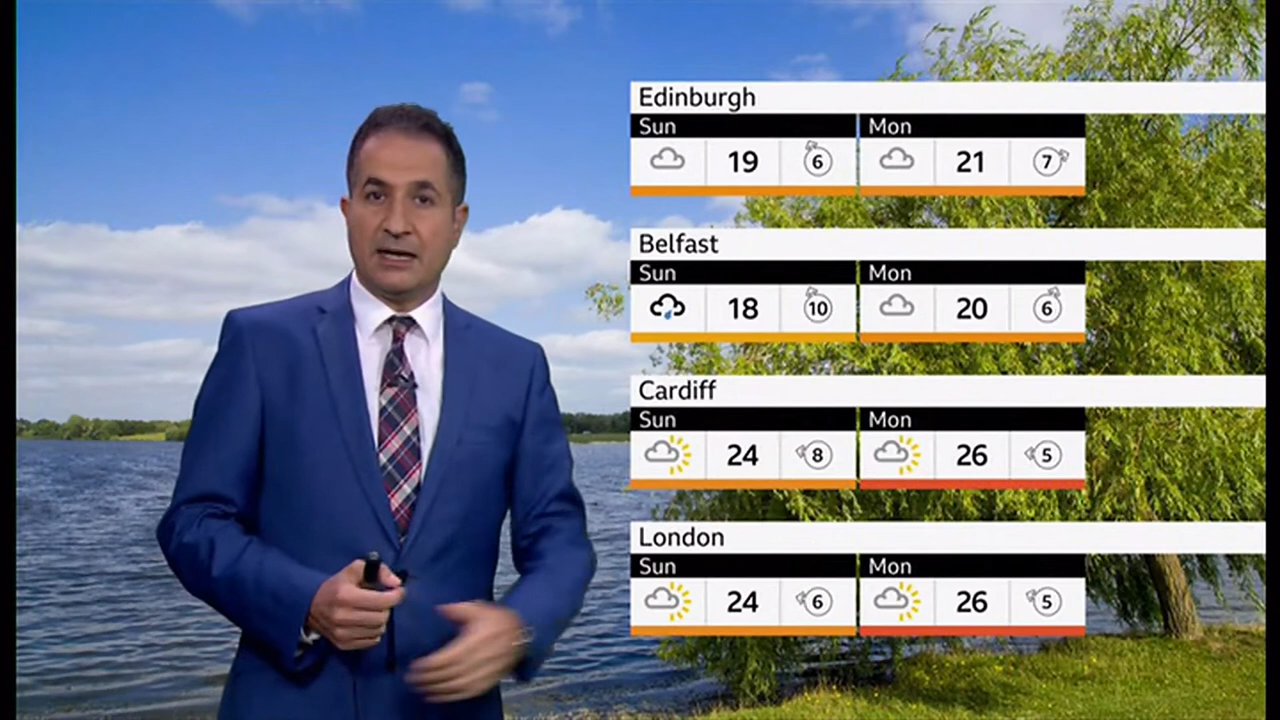 Edinburgh
Sun Mon
19 6 21 7
Belfast
Sun Mon
18 10 20 6
Cardiff
Sun Mon
24 8 26 5
London
Sun Mon
24 6 26 5